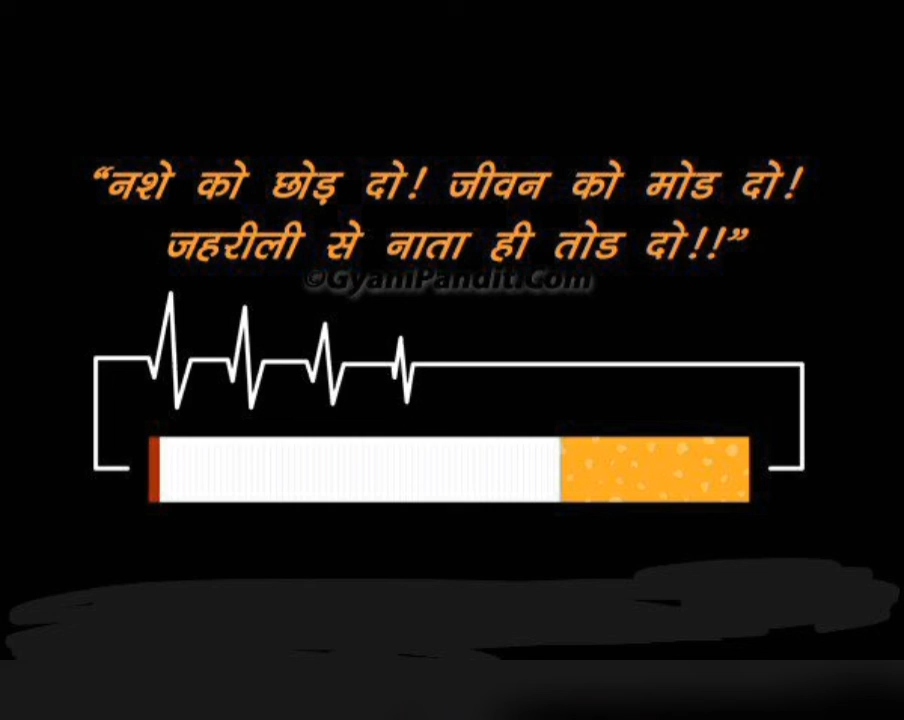 “नशे को छोड़ दो! जीवन को मोड दो!
जहरीली से नाता ही तोड दो!!”
©GyaniPandit.Com